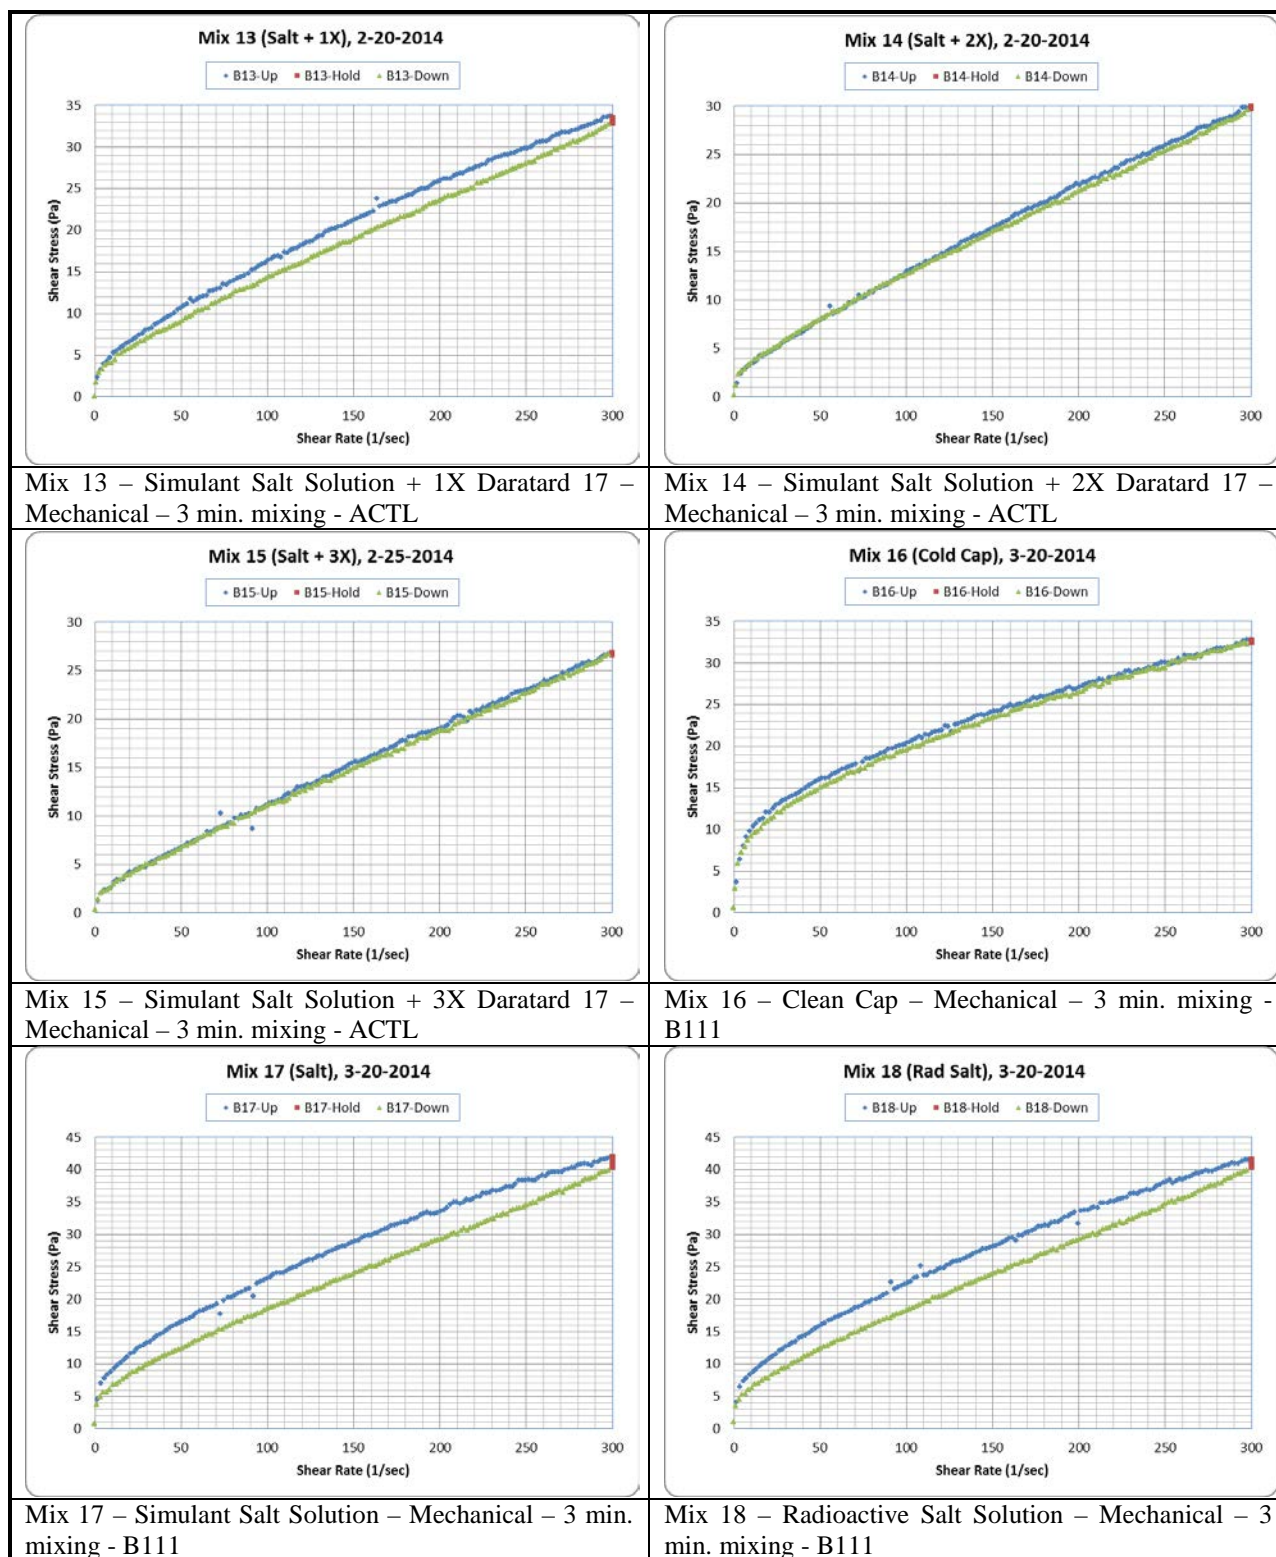 Mix 13 (Salt + 1X), 2-20-2014
B13-Up B13-Hold B13-Down
35
30
25
20
15
10
5
0
Shear Stress (Pa)
0 50 100 150 200 250 300
Shear Rate (1/sec)
Mix 13 – Simulant Salt Solution + 1X Daratard 17 –
Mechanical – 3 min. mixing - ACTL
Mix 14 (Salt + 2X), 2-20-2014
B14-Up B14-Hold B14-Down
30
25
20
15
10
5
0
Shear Stress (Pa)
0 50 100 150 200 250 300
Shear Rate (1/sec)
Mix 14 – Simulant Salt Solution + 2X Daratard 17 –
Mechanical – 3 min. mixing - ACTL
Mix 15 (Salt + 3X), 2-25-2014
B15-Up B15-Hold B15-Down
30
25
20
15
10
5
0
Shear Stress (Pa)
0 50 100 150 200 250 300
Shear Rate (1/sec)
Mix 15 – Simulant Salt Solution + 3X Daratard 17 –
Mechanical – 3 min. mixing - ACTL
Mix 16 (Cold Cap), 3-20-2014
B16-Up B16-Hold B16-Down
35
30
25
20
15
10
5
0
Shear Stress (Pa)
0 50 100 150 200 250 300
Shear Rate (1/sec)
Mix 16 – Clean Cap – Mechanical – 3 min. mixing -
B111
Mix 17 (Salt), 3-20-2014
B17-Up B17-Hold B17-Down
45
40
35
30
25
20
15
10
5
0
Shear Stress (Pa)
0 50 100 150 200 250 300
Shear Rate (1/sec)
Mix 17 – Simulant Salt Solution – Mechanical – 3 min.
mixing - B111
Mix 18 (Rad Salt), 3-20-2014
B18-Up B18-Hold B18-Down
45
40
35
30
25
20
15
10
5
0
Shear Stress (Pa)
0 50 100 150 200 250 300
Shear Rate (1/sec)
Mix 18 – Radioactive Salt Solution – Mechanical – 3
min. mixing - B111